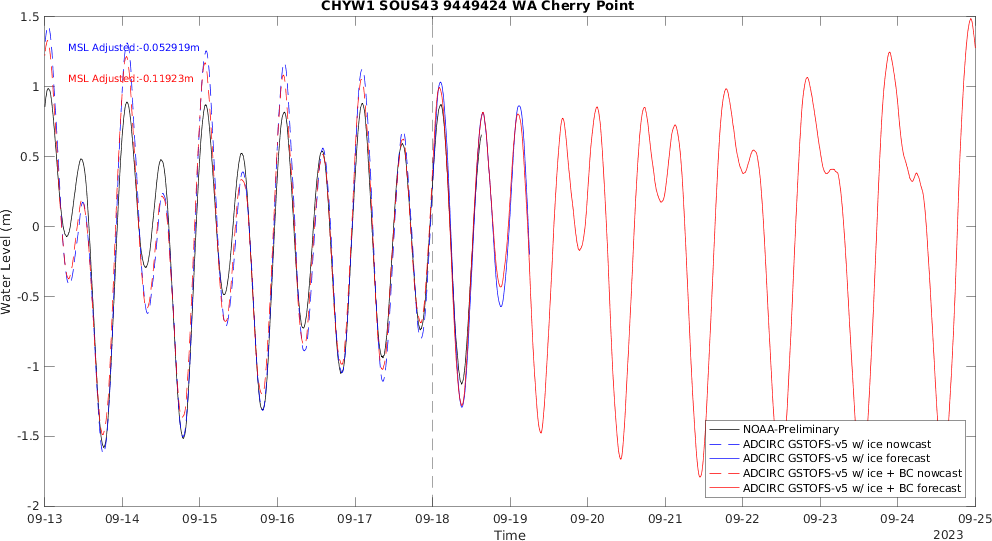 CHYW1 SOUS43 9449424 WA Cherry Point
MSL Adjusted:-0.052919m
MSL Adjusted:-0.11923m
1.5
1
0.5
0
-0.5
-1
-1.5
-2
Water Level (m)
NOAA-Preliminary
ADCIRC GSTOFS-v5 w/ ice nowcast
ADCIRC GSTOFS-v5 w/ ice forecast
ADCIRC GSTOFS-v5 w/ ice + BC nowcast
ADCIRC GSTOFS-v5 w/ ice + BC forecast
09-13 09-14 09-15 09-16 09-17 09-18 09-19 09-20 09-21 09-22 09-23 09-24 09-25
Time
2023